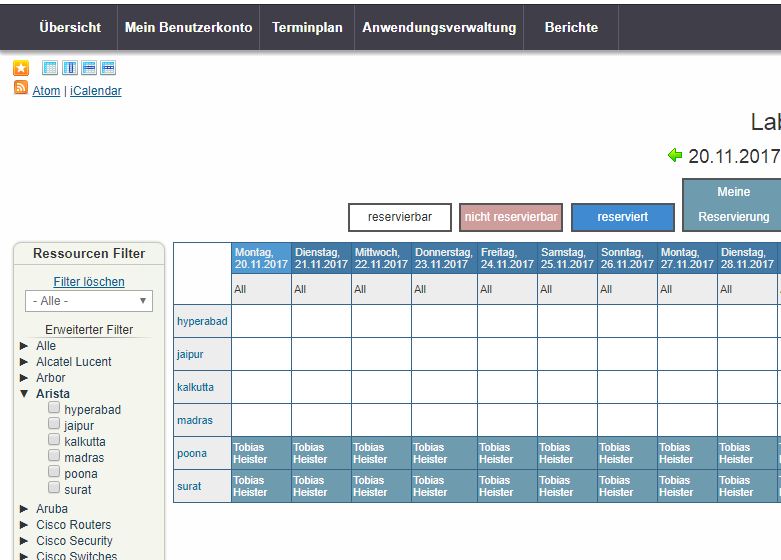 Übersicht Mein Benutzerkonto Terminplan Anwendungsverwaltung Berichte
Atom | iCalendar
20.11.2017
reservierbar nicht reservierbar reserviert Meine Reservierung
Ressourcen Filter
Filter löschen
- Alle -
Erweiterter Filter
Alle
Alcatel Lucent
Arbor
Arista
hyperabad
jaipur
kalkutta
madras
poona
surat
Aruba
Cisco Routers
Cisco Security
Cisco Switches
Montag, Dienstag, Mittwoch, Donnerstag, Freitag, Samstag, Sonntag, Montag, Dienstag,
20.11.2017 21.11.2017 22.11.2017 23.11.2017 24.11.2017 25.11.2017 26.11.2017 27.11.2017 28.11.2017
All All All All All All All All All
hyperabad
jaipur
kalkutta
madras
poona Tobias Heister Tobias Heister Tobias Heister Tobias Heister Tobias Heister Tobias Heister Tobias Heister Tobias Heister Tobias Heister
surat Tobias Heister Tobias Heister Tobias Heister Tobias Heister Tobias Heister Tobias Heister Tobias Heister Tobias Heister Tobias Heister